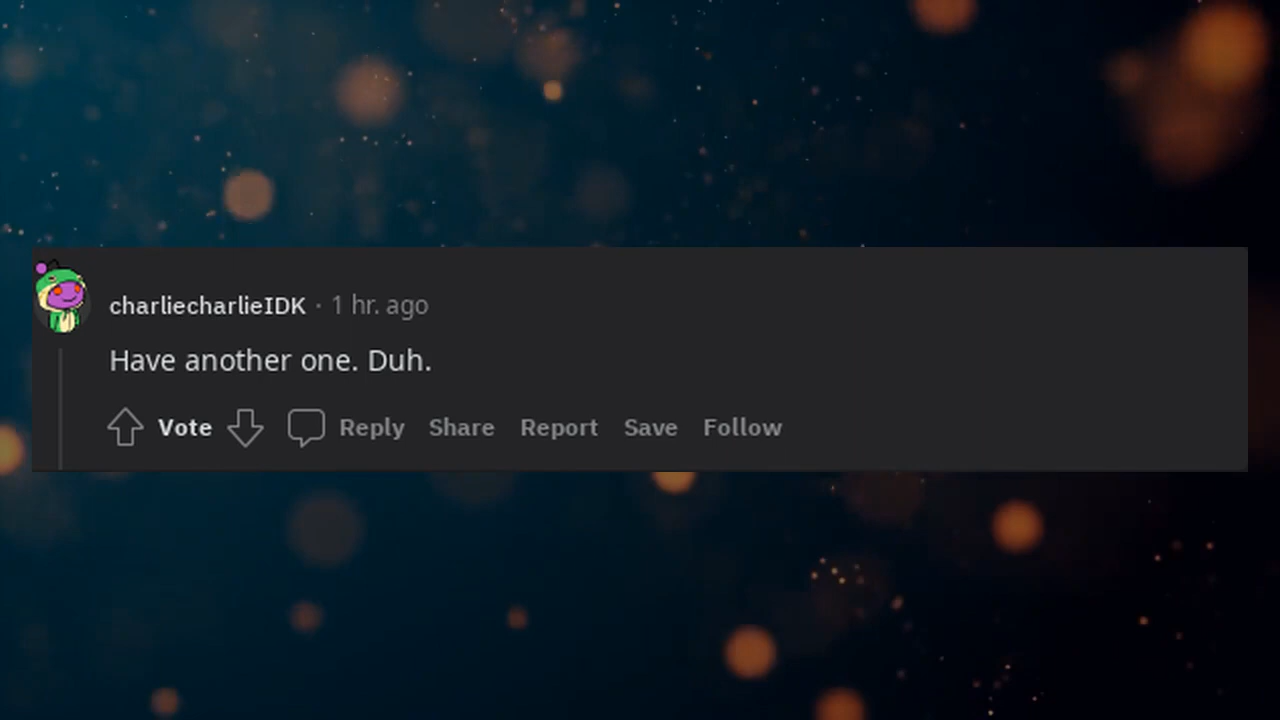 charliecharlieIDK · 1 hr. ago
Have another one. Duh.
Vote Reply Share Report Save Follow